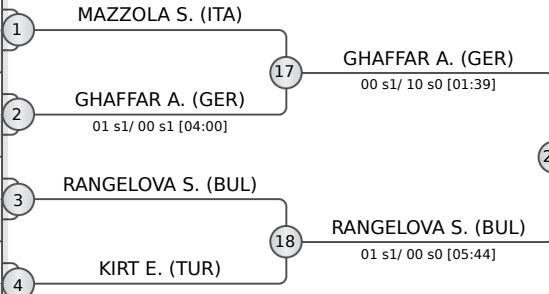 MAZZOLA S. (ITA)
1
GHAFFAR A. (GER)
17
00 s1/ 10 s0 [01:39]
GHAFFAR A. (GER)
2
01 s1/ 00 s1 [04:00]
RANGELOVA S. (BUL)
3
RANGELOVA S. (BUL)
18
01 s1/ 00 s0 [05:44]
KIRT E. (TUR)
4